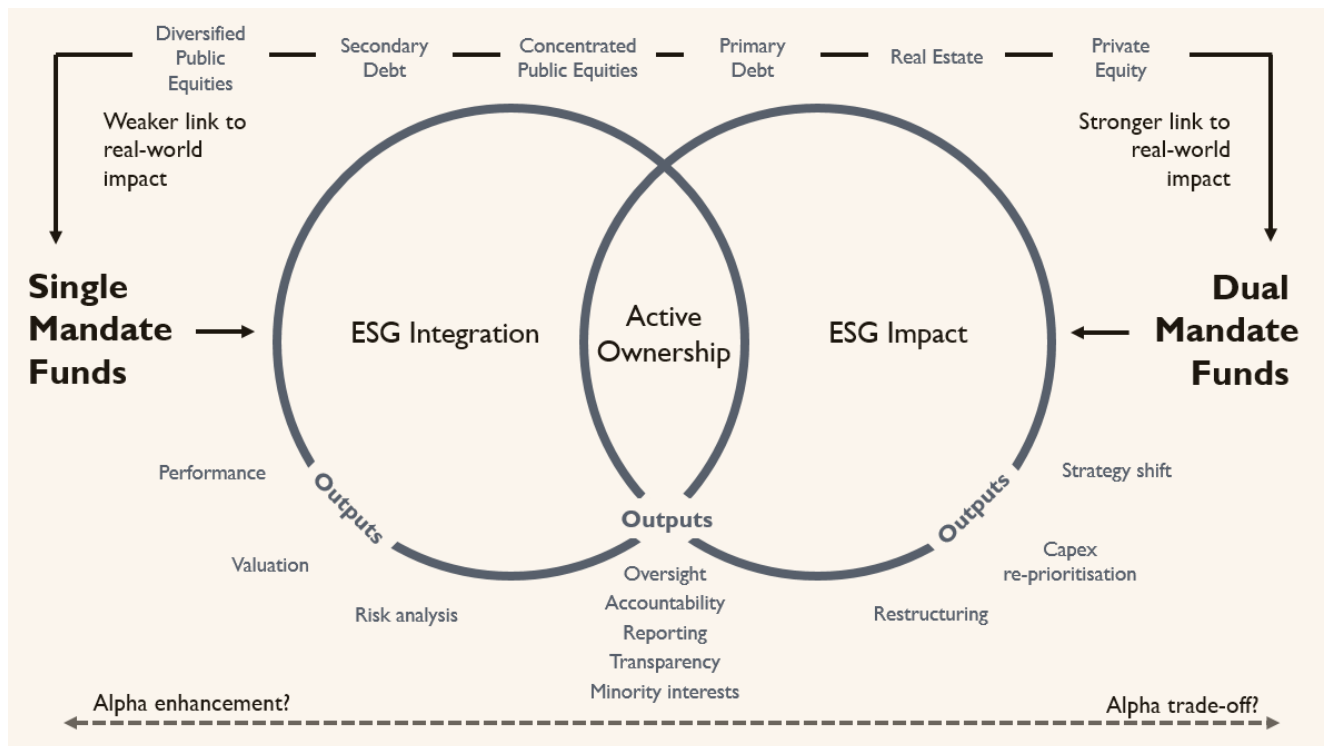 Diversified
Public
Equities
Secondary
Debt
Concentrated
Public Equities
Primary
Debt
Real Estate
Private
Equity
Weaker link to
real-world
impact
Stronger link to
real-world
impact
Single
Mandate
Funds
ESG Integration
Active
Ownership
ESG Impact
Dual
Mandate
Funds
Outputs
Performance
Valuation
Risk analysis
Outputs
Oversight
Accountability
Reporting
Transparency
Minority interests
Outputs
Strategy shift
Capex
re-prioritisation
Restructuring
Alpha enhancement?
Alpha trade-off?